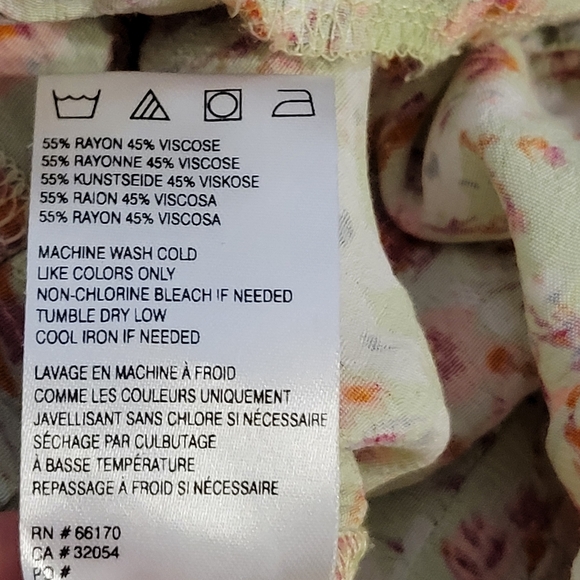 55% RAYON 45% VISCOSE
55% RAYONNE 45% VISCOSE
55% KUNSTSEIDE 45% VISKOSE
55% RAION 45% VISCOSA
55% RAYON 45% VISCOSA
MACHINE WASH COLD
LIKE COLORS ONLY
NON-CHLORINE BLEACH IF NEEDED
TUMBLE DRY LOW
COOL IRON IF NEEDED
LAVAGE EN MACHINE À FROID
COMME LES COULEURS UNIQUEMENT
JAVELLISANT SANS CHLORE SI NÉCESSAIRE
SÉCHAGE PAR CULBUTAGE
À BASSE TEMPÉRATURE
REPASSAGE À FROID SI NÉCESSAIRE
RN # 66170
CA # 32054
PO #